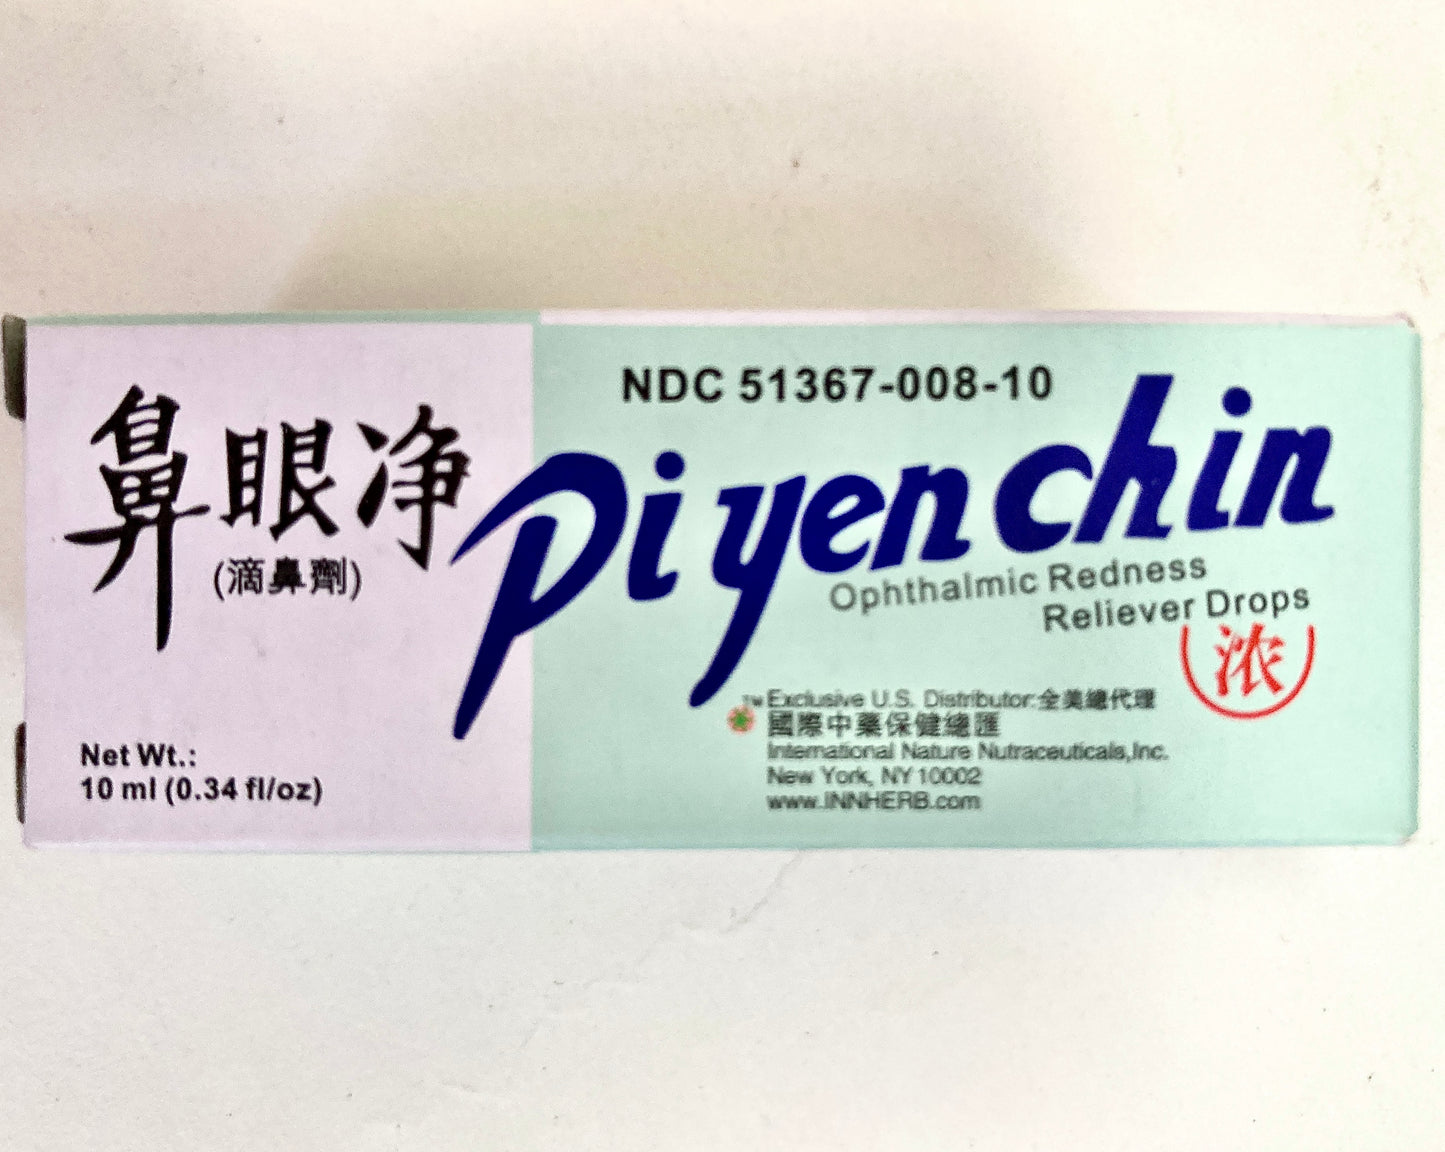 鼻眼净
(滴鼻劑)
Net Wt.:
10 ml (0.34 fl/oz)
NDC 51367-008-10
Pi yen chin
Ophthalmic Redness
Reliever Drops
浓
TM Exclusive U.S. Distributor:全美總代理
國際中藥保健總匯
International Nature Nutraceuticals,Inc.
New York, NY 10002
www.INNHERB.com